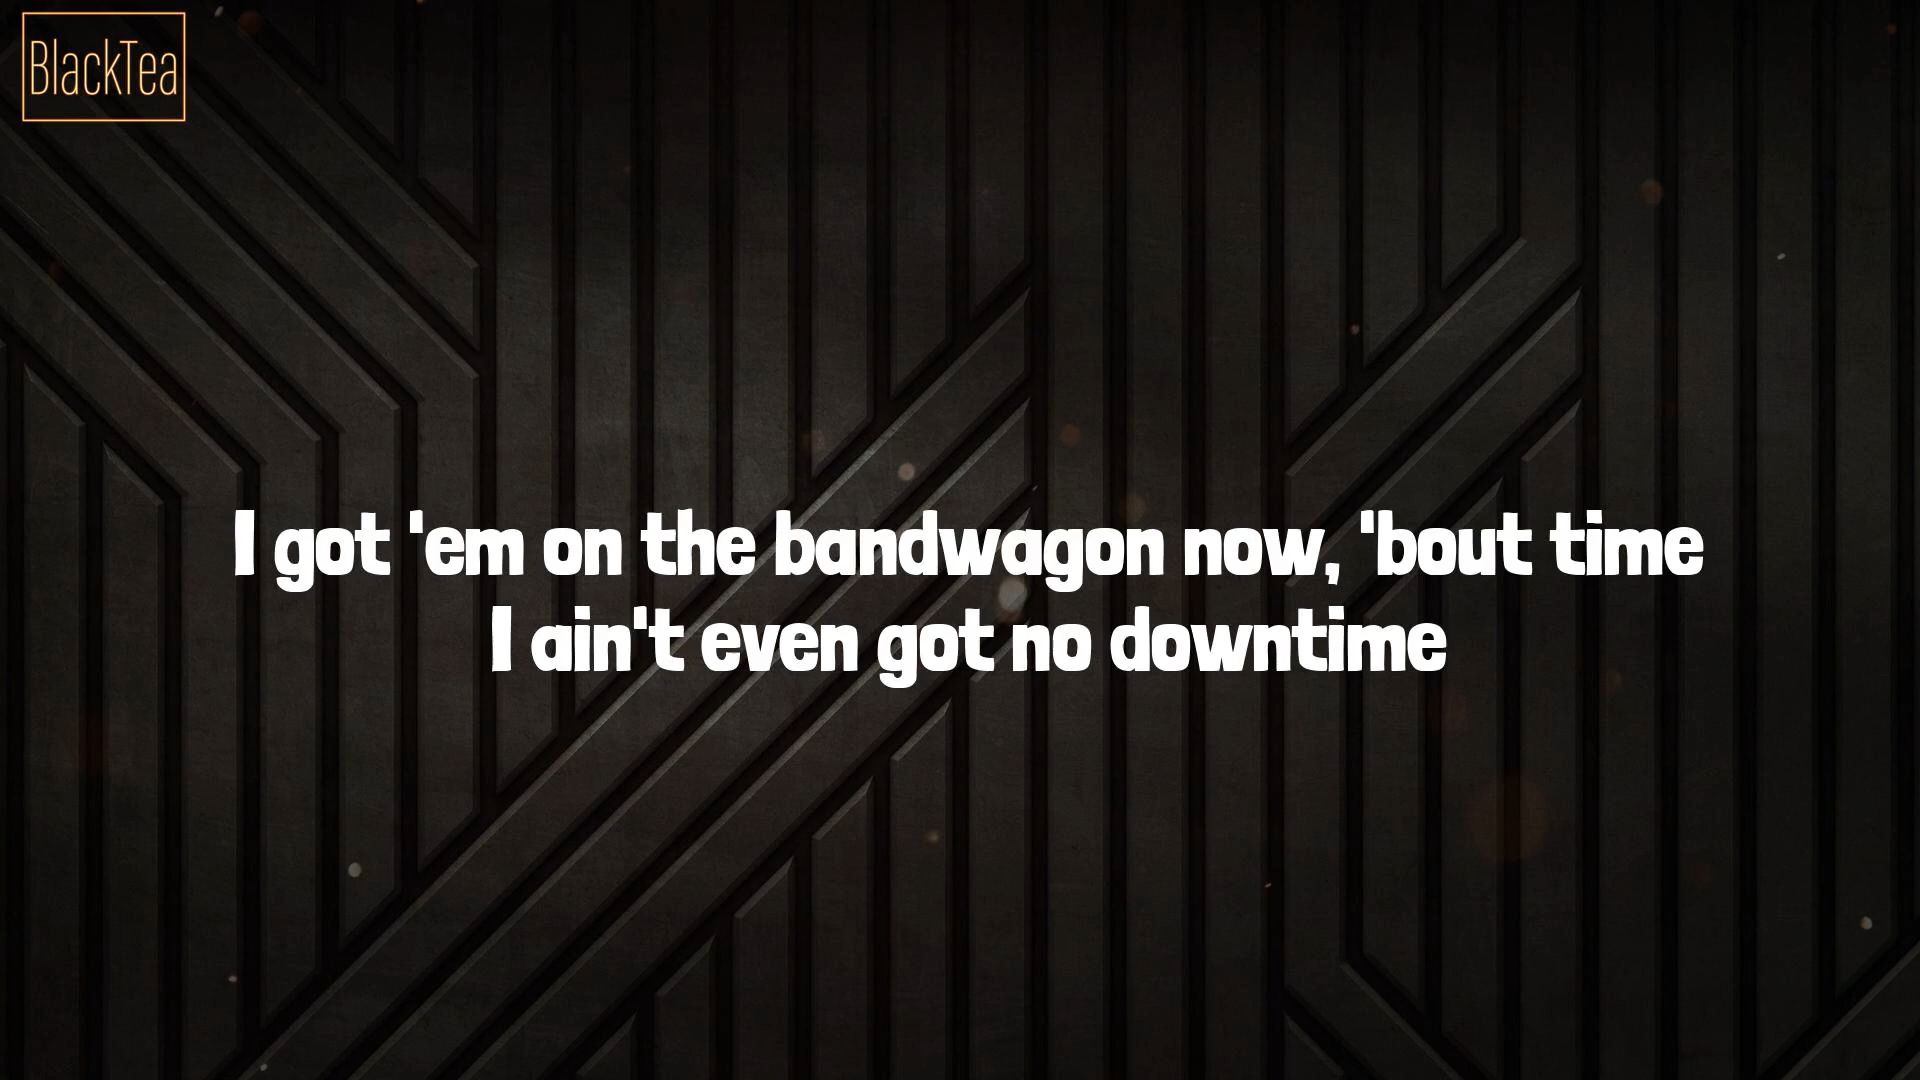 BlackTea
I got 'em on the bandwagon now, 'bout time
I ain't even got no downtime